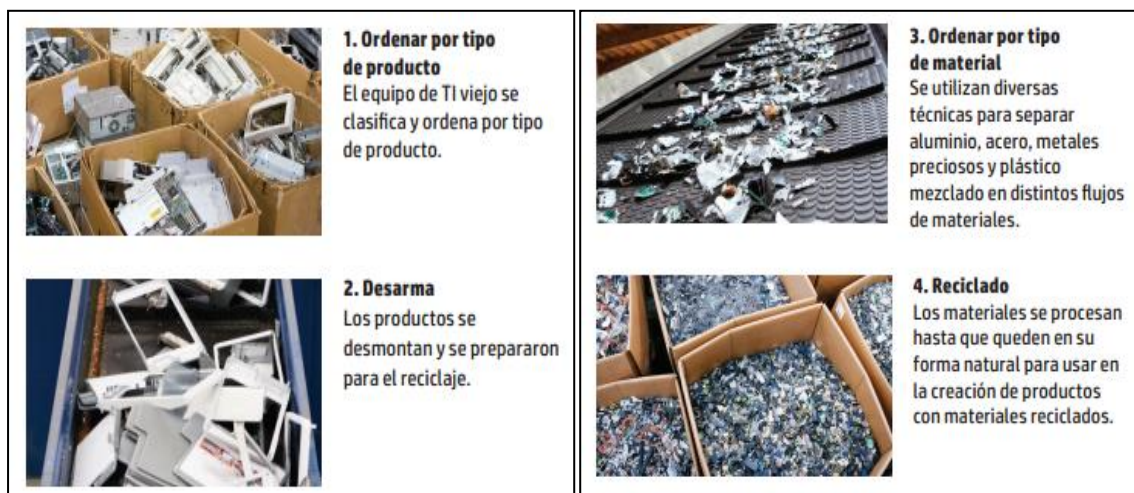 1. Ordenar por tipo
de producto
El equipo de TI viejo se
clasifica y ordena por tipo
de producto.
2. Desarma
Los productos se
desmontan y se prepararon
para el reciclaje.
3. Ordenar por tipo
de material
Se utilizan diversas
técnicas para separar
aluminio, acero, metales
preciosos y plástico
mezclado en distintos flujos
de materiales.
4. Reciclado
Los materiales se procesan
hasta que queden en su
forma natural para usar en
la creación de productos
con materiales reciclados.